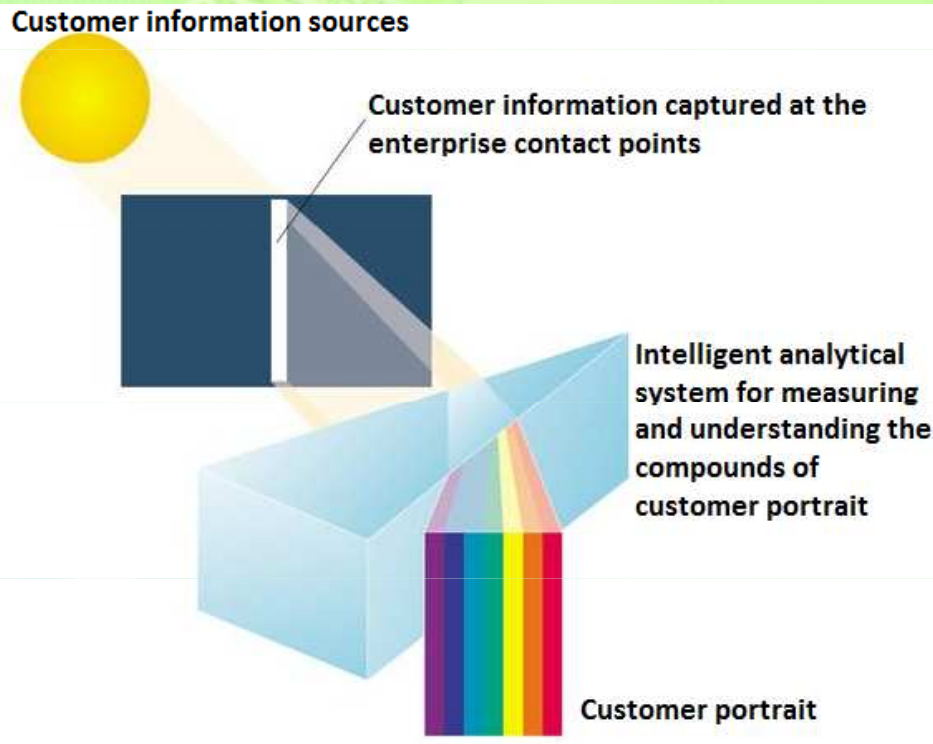 Customer information sources
Customer information captured at the
enterprise contact points
Intelligent analytical
system for measuring
and understanding the
compounds of
customer portrait
Customer portrait